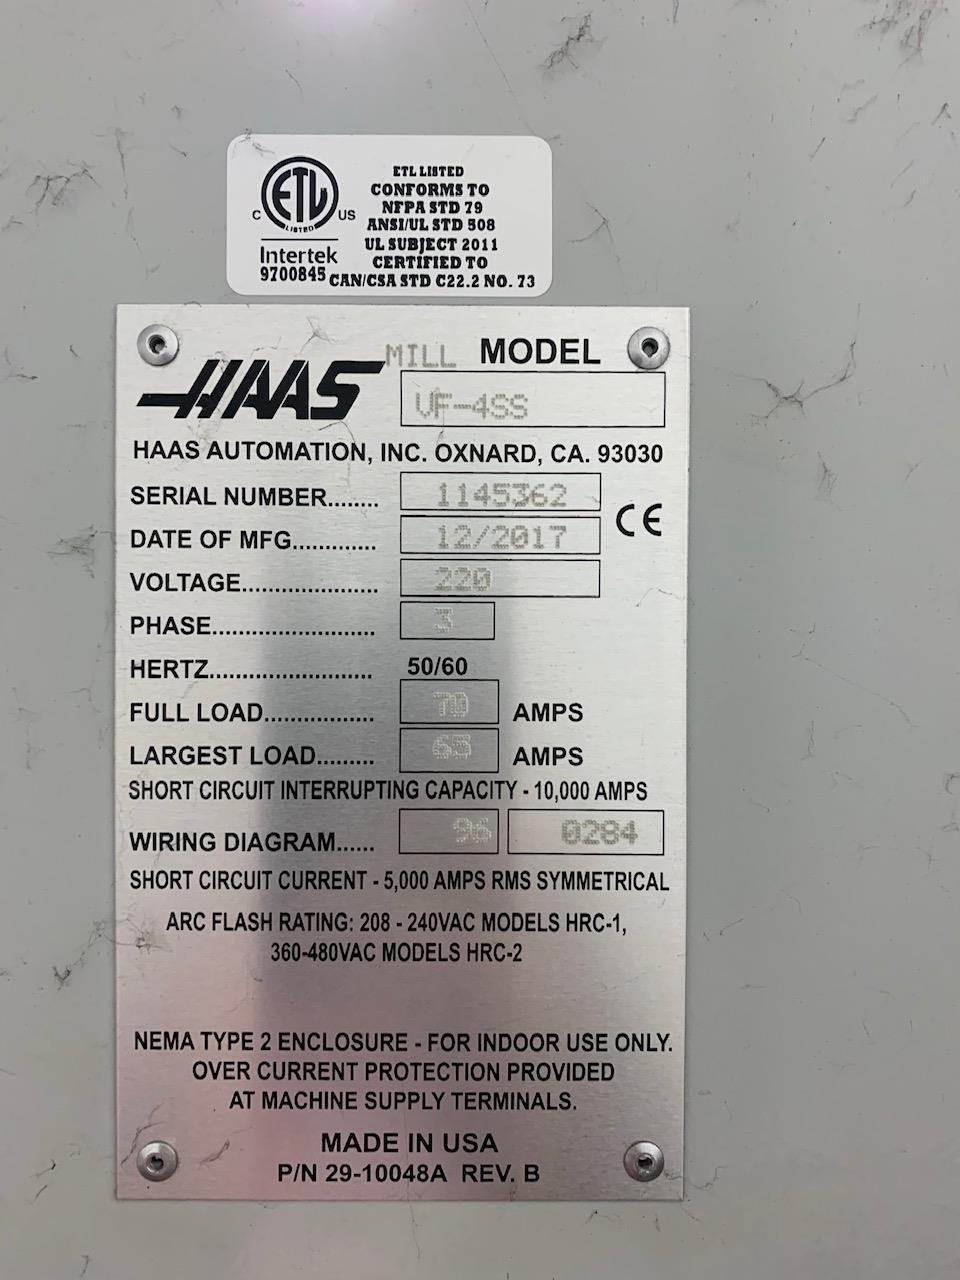 ETL LISTED
CONFORMS TO
NFPA STD 79
ANSI/UL STD 508
UL SUBJECT 2011
CERTIFIED TO
CAN/CSA STD C22.2 NO. 73
C ETL US
LISTED
Intertek
9700845
HAAS MILL MODEL
VF-4SS
HAAS AUTOMATION, INC. OXNARD, CA. 93030
SERIAL NUMBER........ 1145362
CE
DATE OF MFG............. 12/2017
VOLTAGE..................... 220
PHASE......................... 3
HERTZ......................... 50/60
FULL LOAD................. 70 AMPS
LARGEST LOAD......... 65 AMPS
SHORT CIRCUIT INTERRUPTING CAPACITY - 10,000 AMPS
WIRING DIAGRAM...... 96 0284
SHORT CIRCUIT CURRENT - 5,000 AMPS RMS SYMMETRICAL
ARC FLASH RATING: 208 - 240VAC MODELS HRC-1,
360-480VAC MODELS HRC-2
NEMA TYPE 2 ENCLOSURE - FOR INDOOR USE ONLY.
OVER CURRENT PROTECTION PROVIDED
AT MACHINE SUPPLY TERMINALS.
MADE IN USA
P/N 29-10048A REV. B